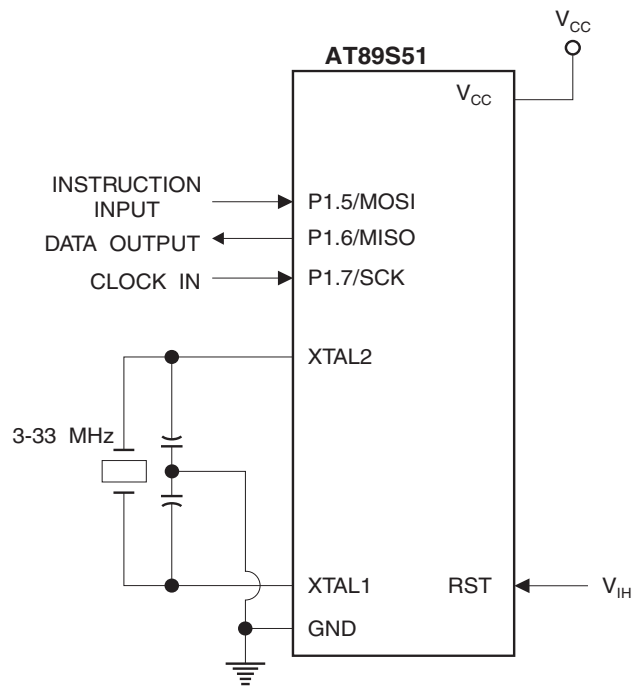 V_CC
AT89S51
V_CC
INSTRUCTION
INPUT
P1.5/MOSI
DATA OUTPUT
P1.6/MISO
CLOCK IN
P1.7/SCK
XTAL2
3-33 MHz
XTAL1
RST
V_IH
GND